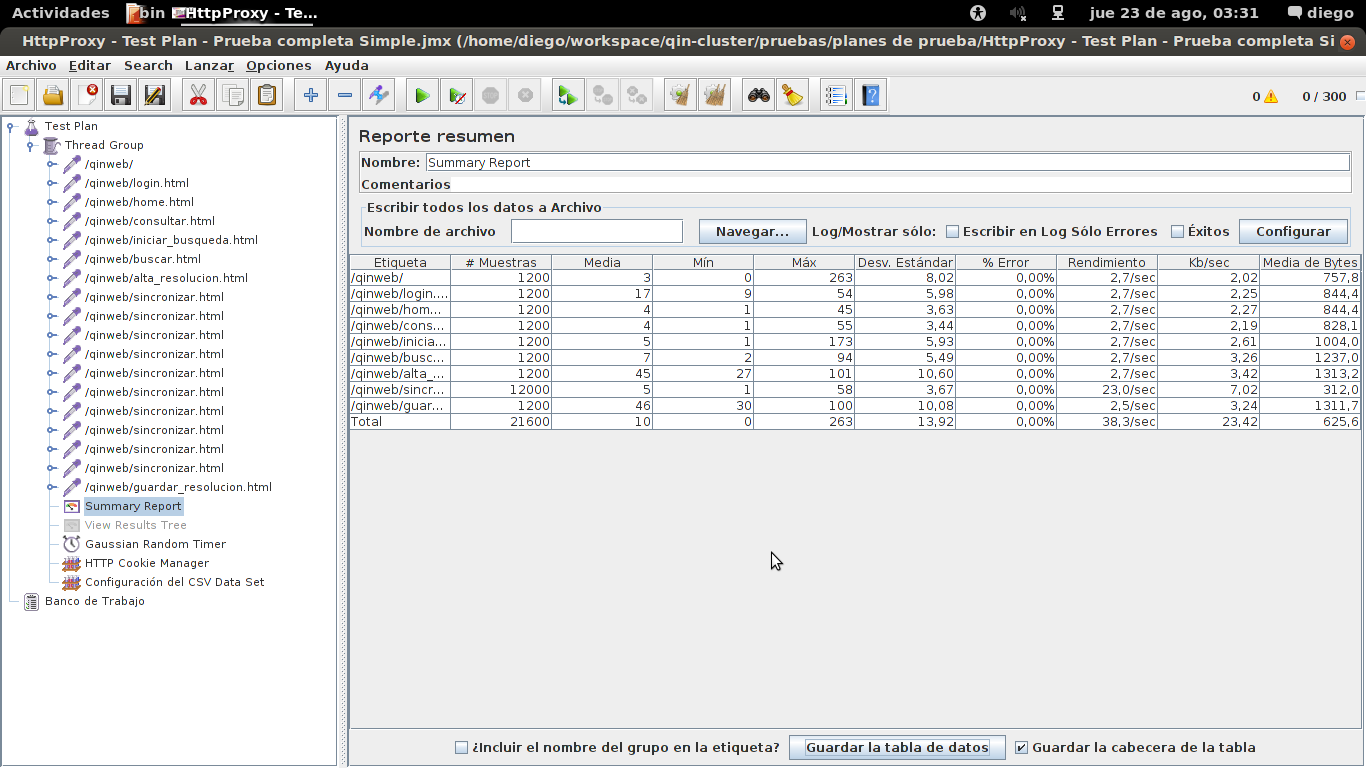 Actividades bin HttpProxy - Te... jue 23 de ago, 03:31 diego
HttpProxy - Test Plan - Prueba completa Simple.jmx (/home/diego/workspace/qin-cluster/pruebas/planes de prueba/HttpProxy - Test Plan - Prueba completa Si
Archivo Editar Search Lanzar Opciones Ayuda
0 0 / 300
Test Plan
Thread Group
/qinweb/
/qinweb/login.html
/qinweb/home.html
/qinweb/consultar.html
/qinweb/iniciar_busqueda.html
/qinweb/buscar.html
/qinweb/alta_resolucion.html
/qinweb/sincronizar.html
/qinweb/sincronizar.html
/qinweb/sincronizar.html
/qinweb/sincronizar.html
/qinweb/sincronizar.html
/qinweb/sincronizar.html
/qinweb/sincronizar.html
/qinweb/sincronizar.html
/qinweb/sincronizar.html
/qinweb/sincronizar.html
/qinweb/guardar_resolucion.html
Summary Report
View Results Tree
Gaussian Random Timer
HTTP Cookie Manager
Configuración del CSV Data Set
Banco de Trabajo
Reporte resumen
Nombre: Summary Report
Comentarios
Escribir todos los datos a Archivo
Nombre de archivo Navegar... Log/Mostrar sólo: Escribir en Log Sólo Errores Éxitos Configurar
Etiqueta # Muestras Media Mín Máx Desv. Estándar % Error Rendimiento Kb/sec Media de Bytes
/qinweb/ 1200 3 0 263 8,02 0,00% 2,7/sec 2,02 757,8
/qinweb/login.... 1200 17 9 54 5,98 0,00% 2,7/sec 2,25 844,4
/qinweb/hom... 1200 4 1 45 3,63 0,00% 2,7/sec 2,27 844,4
/qinweb/cons... 1200 4 1 55 3,44 0,00% 2,7/sec 2,19 828,1
/qinweb/inicia... 1200 5 1 173 5,93 0,00% 2,7/sec 2,61 1004,0
/qinweb/busc... 1200 7 2 94 5,49 0,00% 2,7/sec 3,26 1237,0
/qinweb/alta_... 1200 45 27 101 10,60 0,00% 2,7/sec 3,42 1313,2
/qinweb/sincr... 12000 5 1 58 3,67 0,00% 23,0/sec 7,02 312,0
/qinweb/guar... 1200 46 30 100 10,08 0,00% 2,5/sec 3,24 1311,7
Total 21600 10 0 263 13,92 0,00% 38,3/sec 23,42 625,6
¿Incluir el nombre del grupo en la etiqueta? Guardar la tabla de datos Guardar la cabecera de la tabla